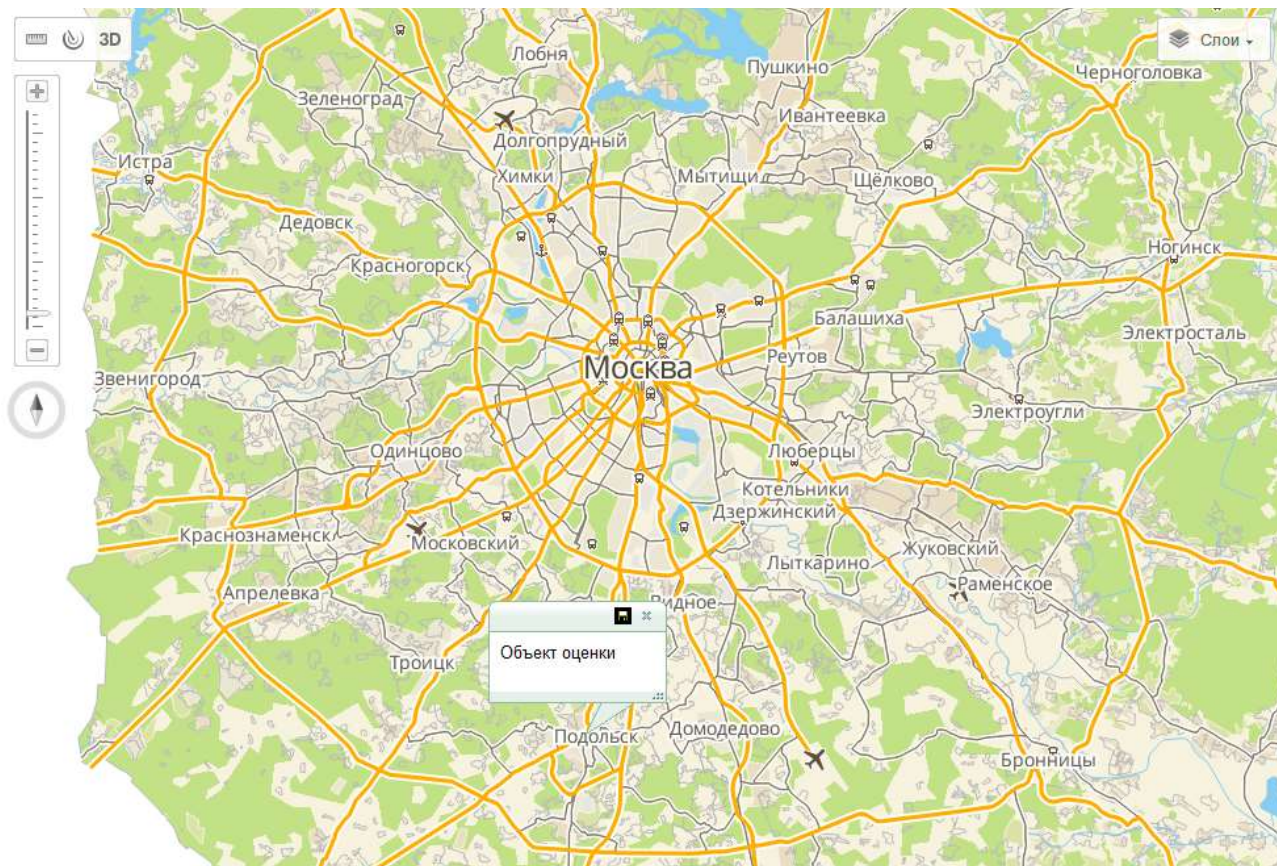 3D
Слои
Лобня
Пушкино
Черноголовка
Зеленоград
Ивантеевка
Долгопрудный
Истра
Химки
Мытищи
Щёлково
Дедовск
Ногинск
Красногорск
Балашиха
Электросталь
Реутов
Москва
Звенигород
Электроугли
Одинцово
Люберцы
Котельники
Дзержинский
Краснознаменск
Московский
Жуковский
Лыткарино
Раменское
Апрелевка
Видное
Объект оценки
Троицк
Домодедово
Подольск
Бронницы